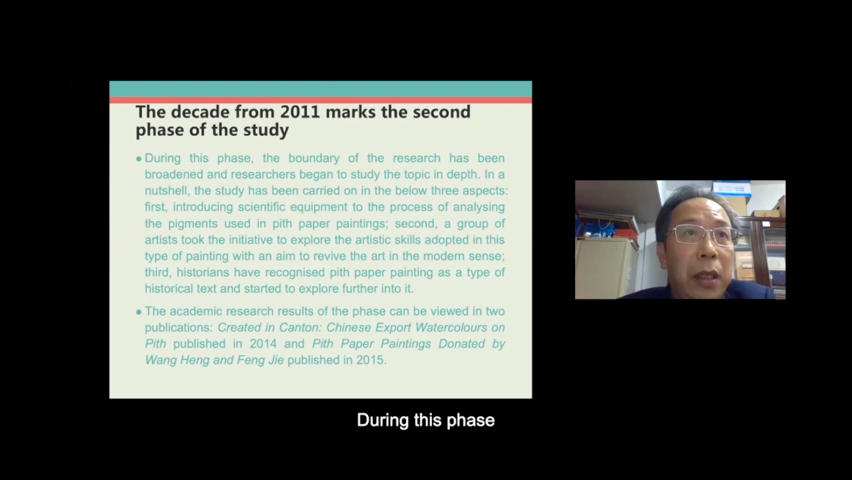 The decade from 2011 marks the second
phase of the study
During this phase, the boundary of the research has been
broadened and researchers began to study the topic in depth. In a
nutshell, the study has been carried on in the below three aspects:
first, introducing scientific equipment to the process of analysing
the pigments used in pith paper paintings; second, a group of
artists took the initiative to explore the artistic skills adopted in this
type of painting with an aim to revive the art in the modern sense;
third, historians have recognised pith paper painting as a type of
historical text and started to explore further into it.
The academic research results of the phase can be viewed in two
publications: Created in Canton: Chinese Export Watercolours on
Pith published in 2014 and Pith Paper Paintings Donated by
Wang Heng and Feng Jie published in 2015.
During this phase